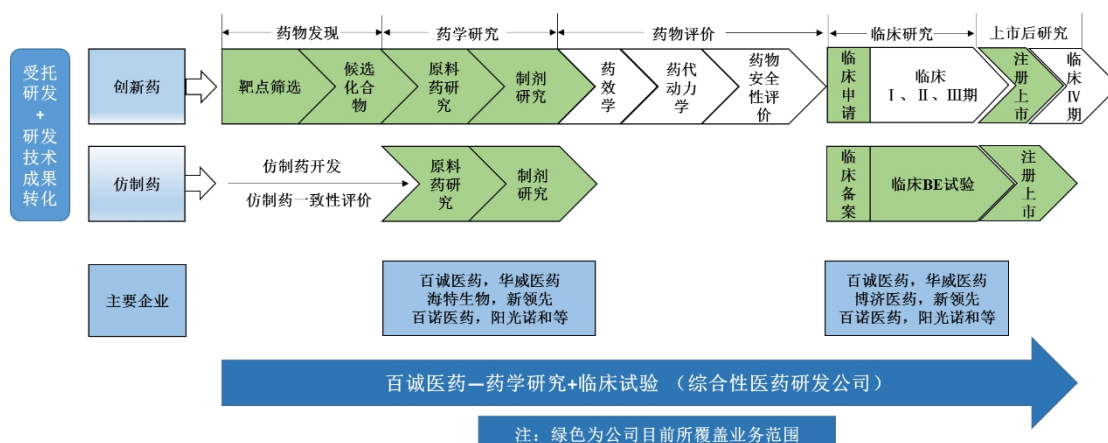 药物发现
药学研究
药物评价
临床研究
上市后研究
受托
研发
+
研发
技术
成果
转化
创新药
靶点筛选
候选
化合
物
原料
药研
究
制剂
研究
药
效
学
药代
动力
学
药物
安全
性评
价
临
床
申
请
临床
Ⅰ、Ⅱ、Ⅲ期
注
册
上
市
临
床
Ⅳ
期
仿制药
仿制药开发
仿制药一致性评价
原料
药研
究
制剂
研究
临
床
备
案
临床BE试验
注
册
上
市
主要企业
百诚医药，华威医药
海特生物，新领先
百诺医药，阳光诺和等
百诚医药，华威医药
博济医药，新领先
百诺医药，阳光诺和等
百诚医药—药学研究+临床试验 （综合性医药研发公司）
注：绿色为公司目前所覆盖业务范围